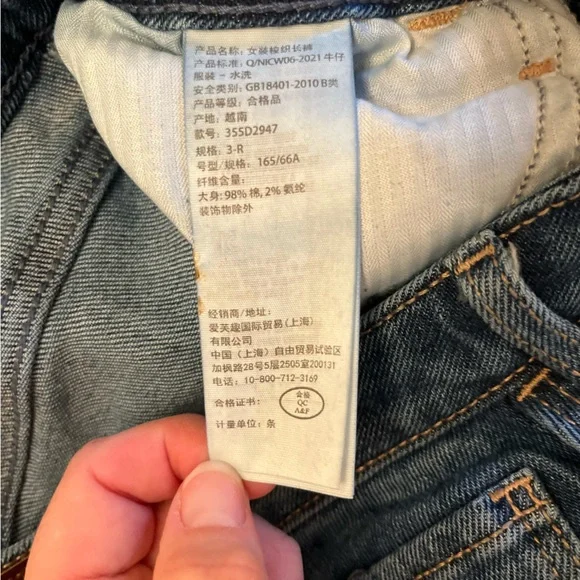 产品名称: 女装梭织长裤
产品标准: Q/NICW06-2021 牛仔
服装 – 水洗
安全类别: GB18401-2010 B类
产品等级: 合格品
产地: 越南
款号: 355D2947
规格: 3-R
号型/规格: 165/66A
纤维含量:
大身: 98% 棉, 2% 氨纶
装饰物除外
经销商/地址:
爱芙趣国际贸易(上海)
有限公司
中国 (上海) 自由贸易试验区
加枫路28号5层2505室200131
电话: 10-800-712-3169
合格证书:
合格
QC
A&F
计量单位: 条